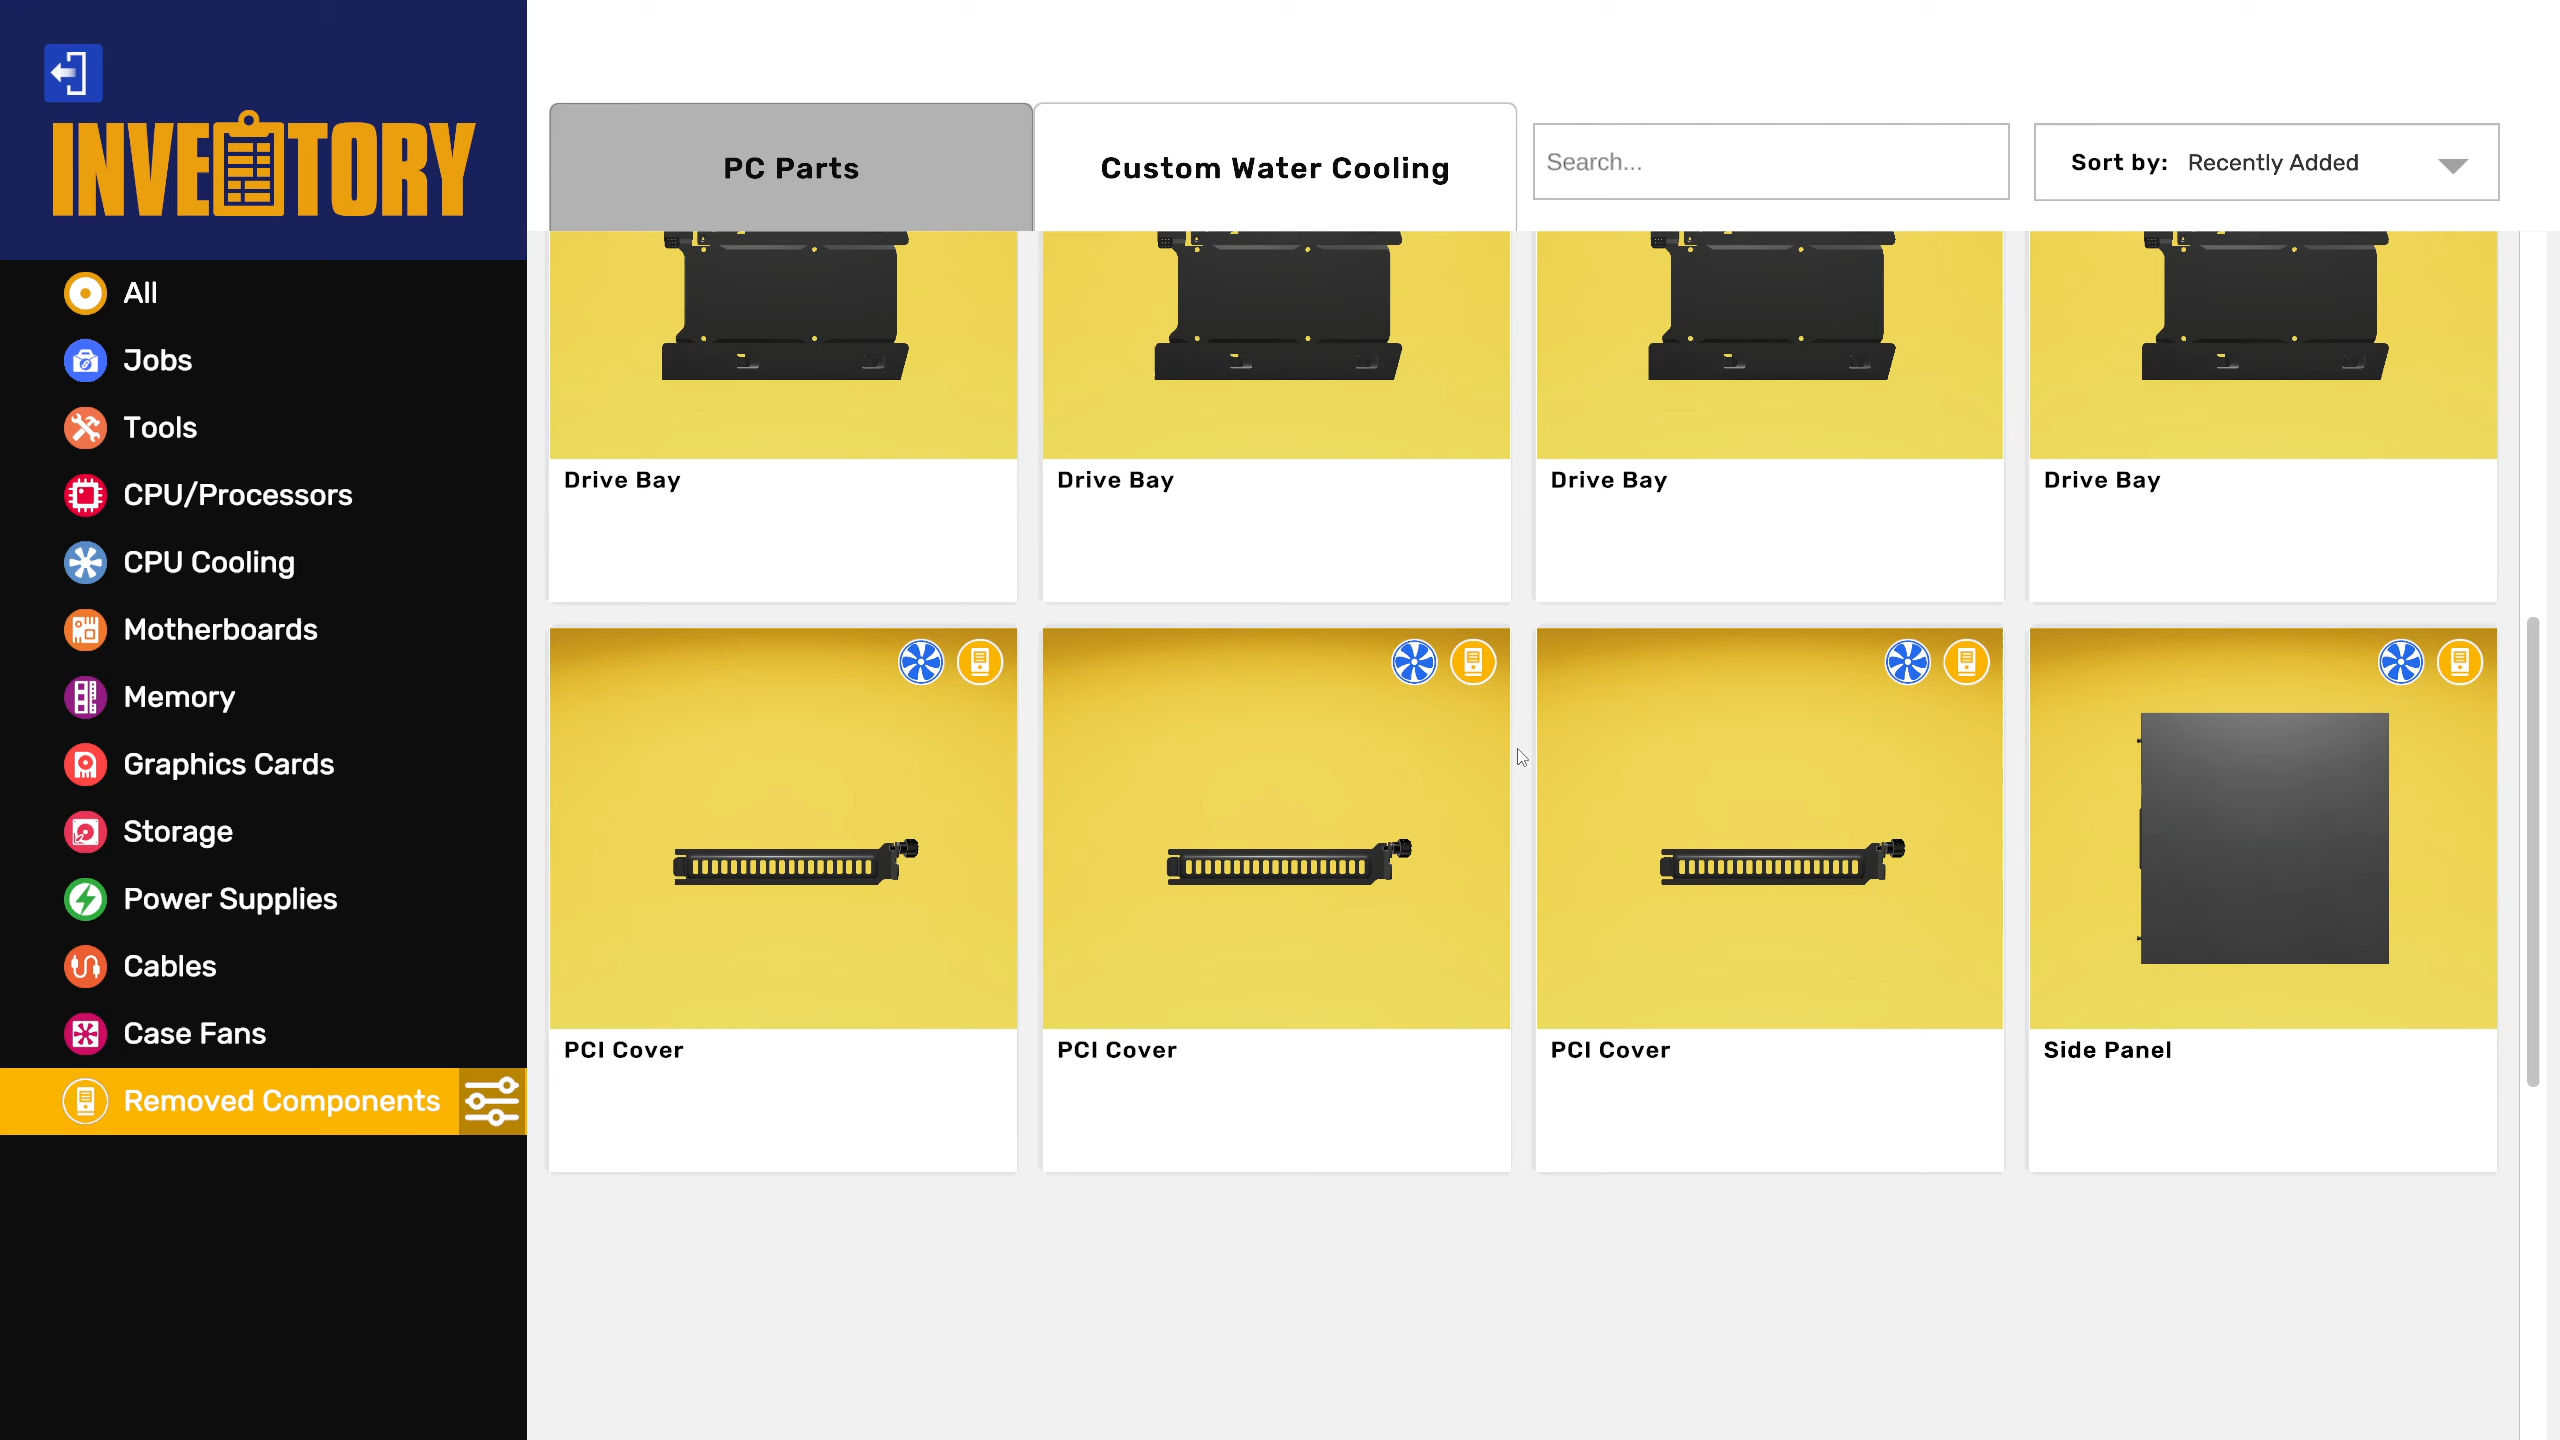 INVENTORY
PC Parts
Custom Water Cooling
Search...
Sort by: Recently Added
All
Jobs
Tools
CPU/Processors
CPU Cooling
Motherboards
Memory
Graphics Cards
Storage
Power Supplies
Cables
Case Fans
Removed Components
Drive Bay
Drive Bay
Drive Bay
Drive Bay
PCI Cover
PCI Cover
PCI Cover
Side Panel